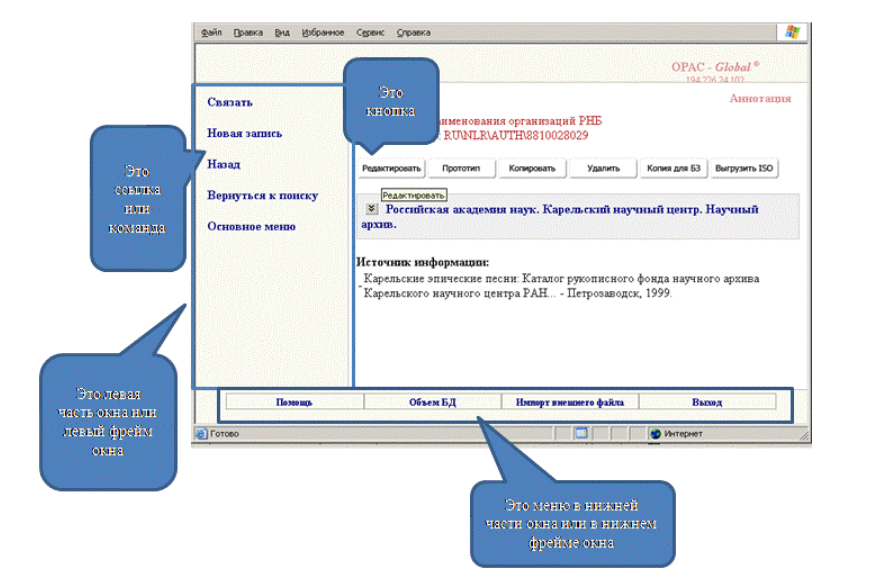 Файл Правка Вид Избранное Сервис Справка
OPAC - Global ®
194.226.24.102
Аннотация
именования организаций РНБ
: RU\NLR\AUTH\8810028029
Связать
Новая запись
Назад
Вернуться к поиску
Основное меню
Редактировать Прототип Копировать Удалить Копия для БЗ Выгрузить ISO
Редактировать
Российская академия наук. Карельский научный центр. Научный
архив.
Источник информации:
Карельские эпические песни: Каталог рукописного фонда научного архива
Карельского научного центра РАН... - Петрозаводск, 1999.
Помощь Объем БД Импорт внешнего файла Выход
Готово Интернет
Это
кнопка
Это
ссылка
или
команда
Это левая
часть окна или
левый фрейм
окна
Это меню в нижней
части окна или в нижнем
фрейме окна